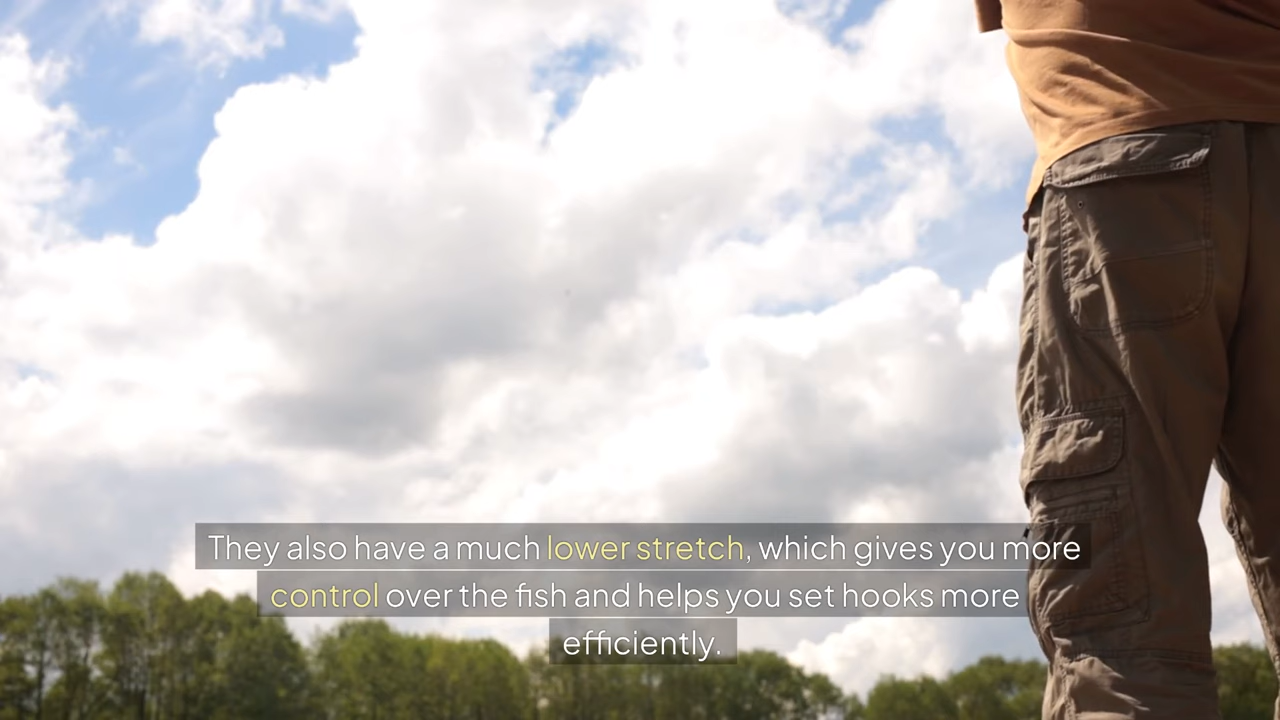 They also have a much lower stretch, which gives you more
control over the fish and helps you set hooks more
efficiently.